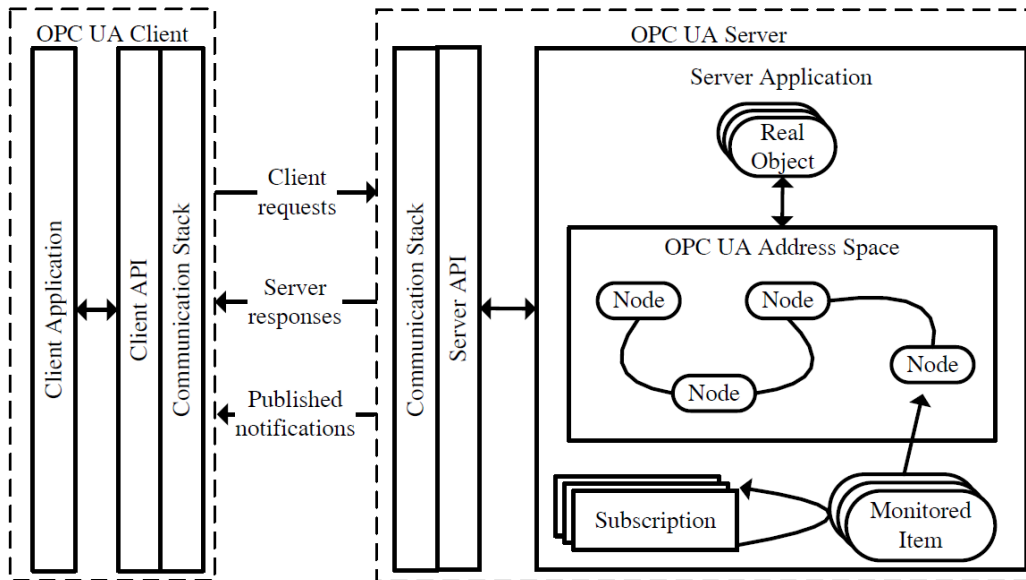 OPC UA Client
Client Application
Client API
Communication Stack
Client
requests
Server
responses
Published
notifications
OPC UA Server
Communication Stack
Server API
Server Application
Real
Object
OPC UA Address Space
Node
Node
Node
Node
Subscription
Monitored
Item